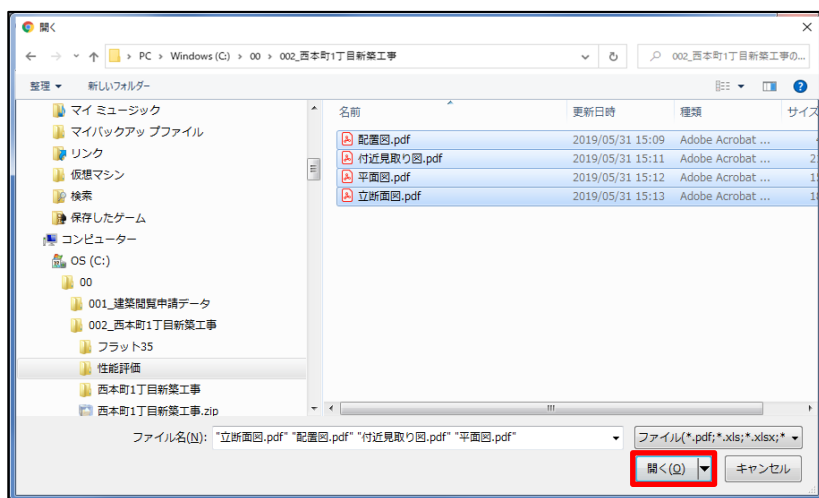 開く
PC › Windows (C:) › 00 › 002_西本町1丁目新築工事
002_西本町1丁目新築工事の...
整理 新しいフォルダー
名前 更新日時 種類 サイズ
マイ ミュージック
マイバックアップ プファイル
リンク
仮想マシン
検索
保存したゲーム
コンピューター
OS (C:)
00
001_建築閲覧申請データ
002_西本町1丁目新築工事
フラット35
性能評価
西本町1丁目新築工事
西本町1丁目新築工事.zip
配置図.pdf 2019/05/31 15:09 Adobe Acrobat ...
付近見取り図.pdf 2019/05/31 15:11 Adobe Acrobat ...
平面図.pdf 2019/05/31 15:12 Adobe Acrobat ...
立断面図.pdf 2019/05/31 15:13 Adobe Acrobat ...
ファイル名(N): "立断面図.pdf" "配置図.pdf" "付近見取り図.pdf" "平面図.pdf" ファイル(*.pdf;*.xls;*.xlsx;*
開く(O) キャンセル